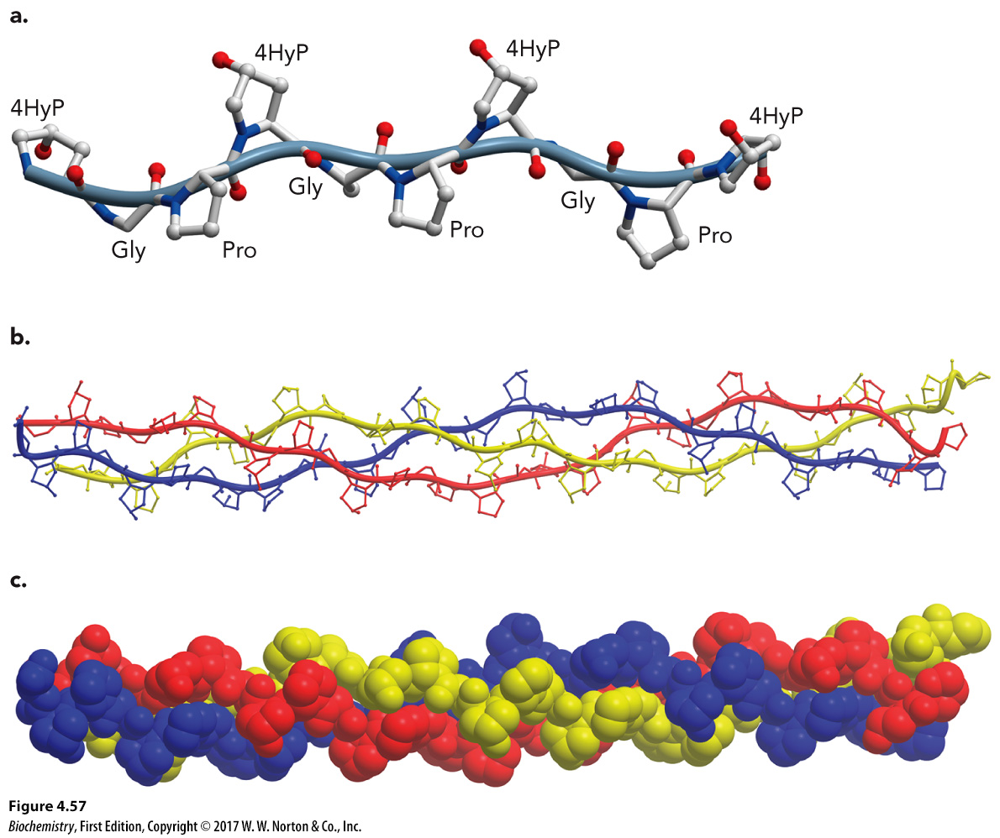 a.
4HyP
4HyP
4HyP
4HyP
Gly
Gly
Gly
Pro
Pro
Pro
b.
c.
Figure 4.57
Biochemistry, First Edition, Copyright © 2017 W. W. Norton & Co., Inc.